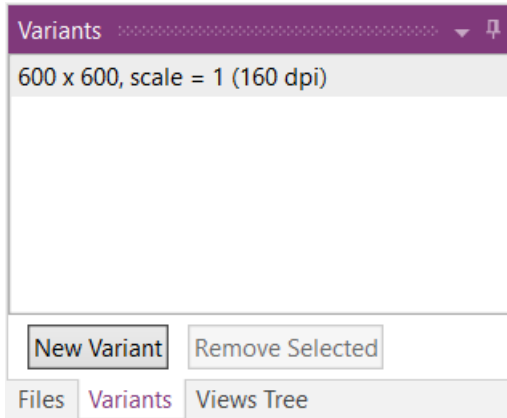 Variants
600 x 600, scale = 1 (160 dpi)
New Variant Remove Selected
Files Variants Views Tree